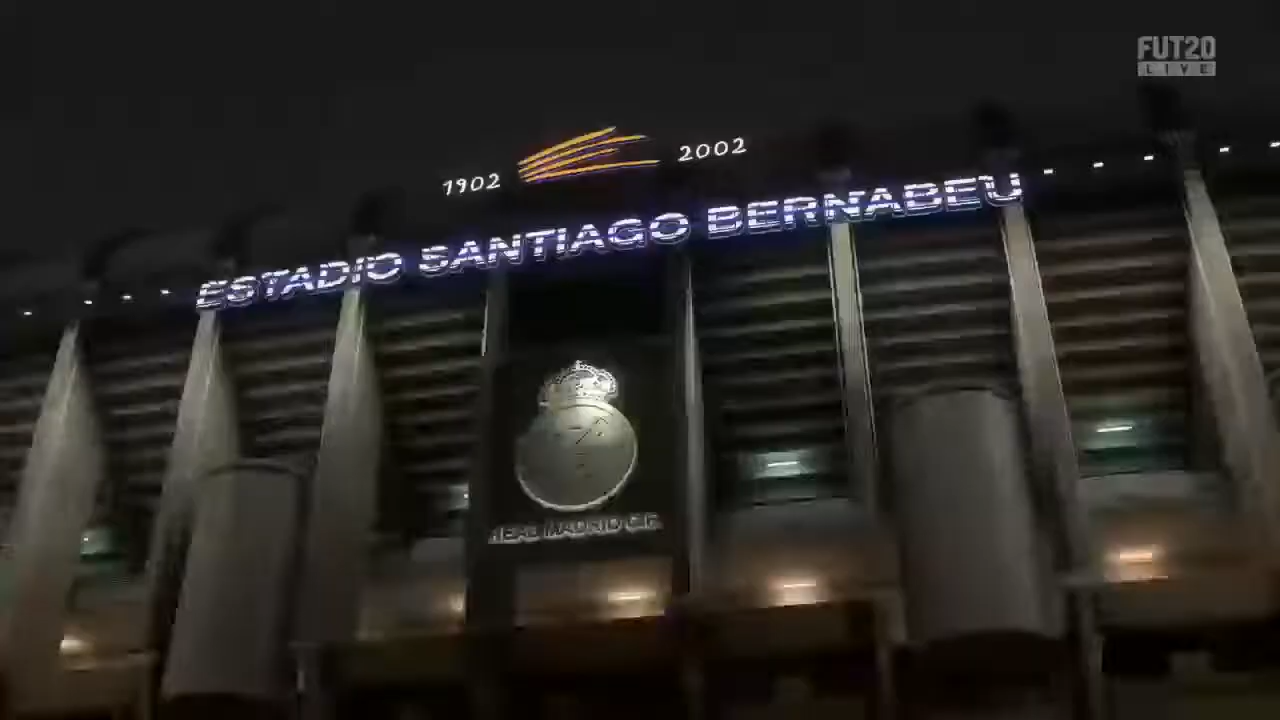 FUT20
LIVE
1902 2002
ESTADIO SANTIAGO BERNABEU
REAL MADRID C.F.